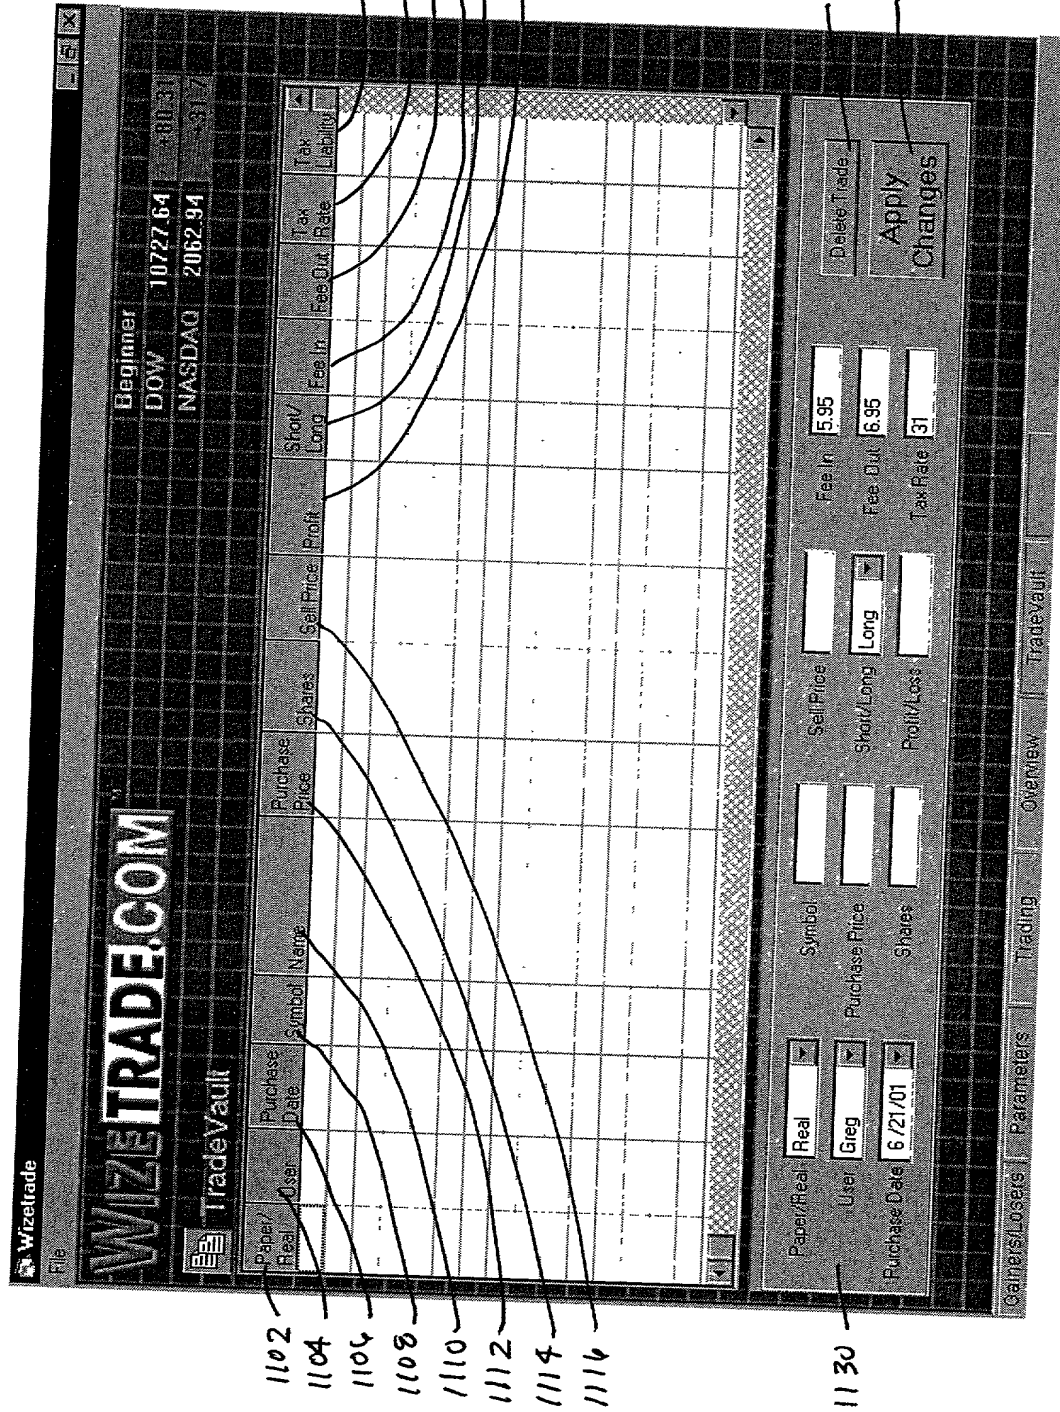 Wizetrade
File
WIZETRADE.COM
TM
Beginner
DOW 10727.64
NASDAQ 2062.94
TradeVault
Paper/ Real
User
Purchase Date
Symbol
Name
Purchase Price
Shares
Sell Price
Profit
Short/ Long
Fee In
Fee Out
Tax Rate
Tax Liability
1102
1104
1106
1108
1110
1112
1114
1116
1130
Paper/Real Real
Symbol
Sell Price
Fee In 5.95
Delete Trade
User Greg
Purchase Price
Short/Long Long
Fee Out 6.95
Apply Changes
Purchase Date 6/21/01
Shares
Profit/Loss
Tax Rate 31
Gainers/Losers
Parameters
Trading
Overview
TradeVault